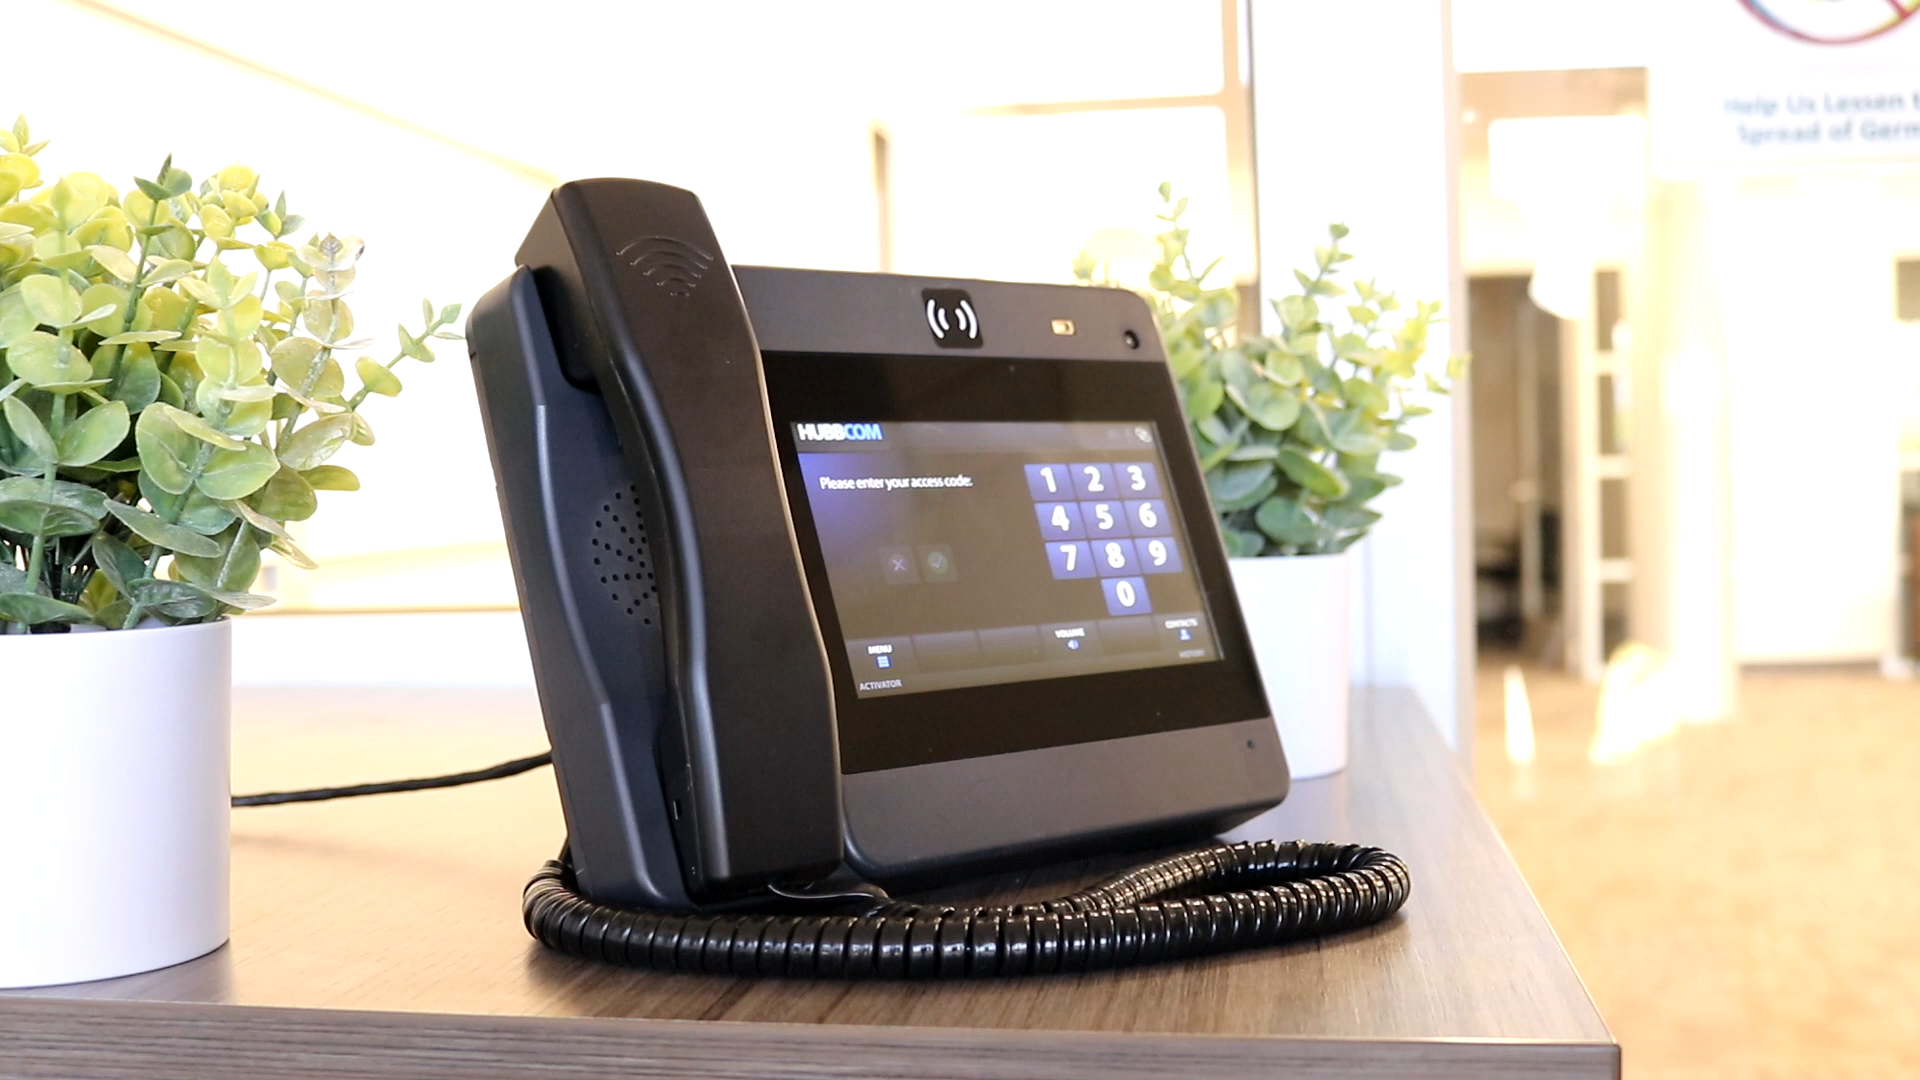 Help Us Lessen
Spread of Germ
HUBBCOM
Please enter your access code:
1 2 3
4 5 6
7 8 9
0
MENU
VOLUME
CONTACTS
ACTIVATOR
HISTORY